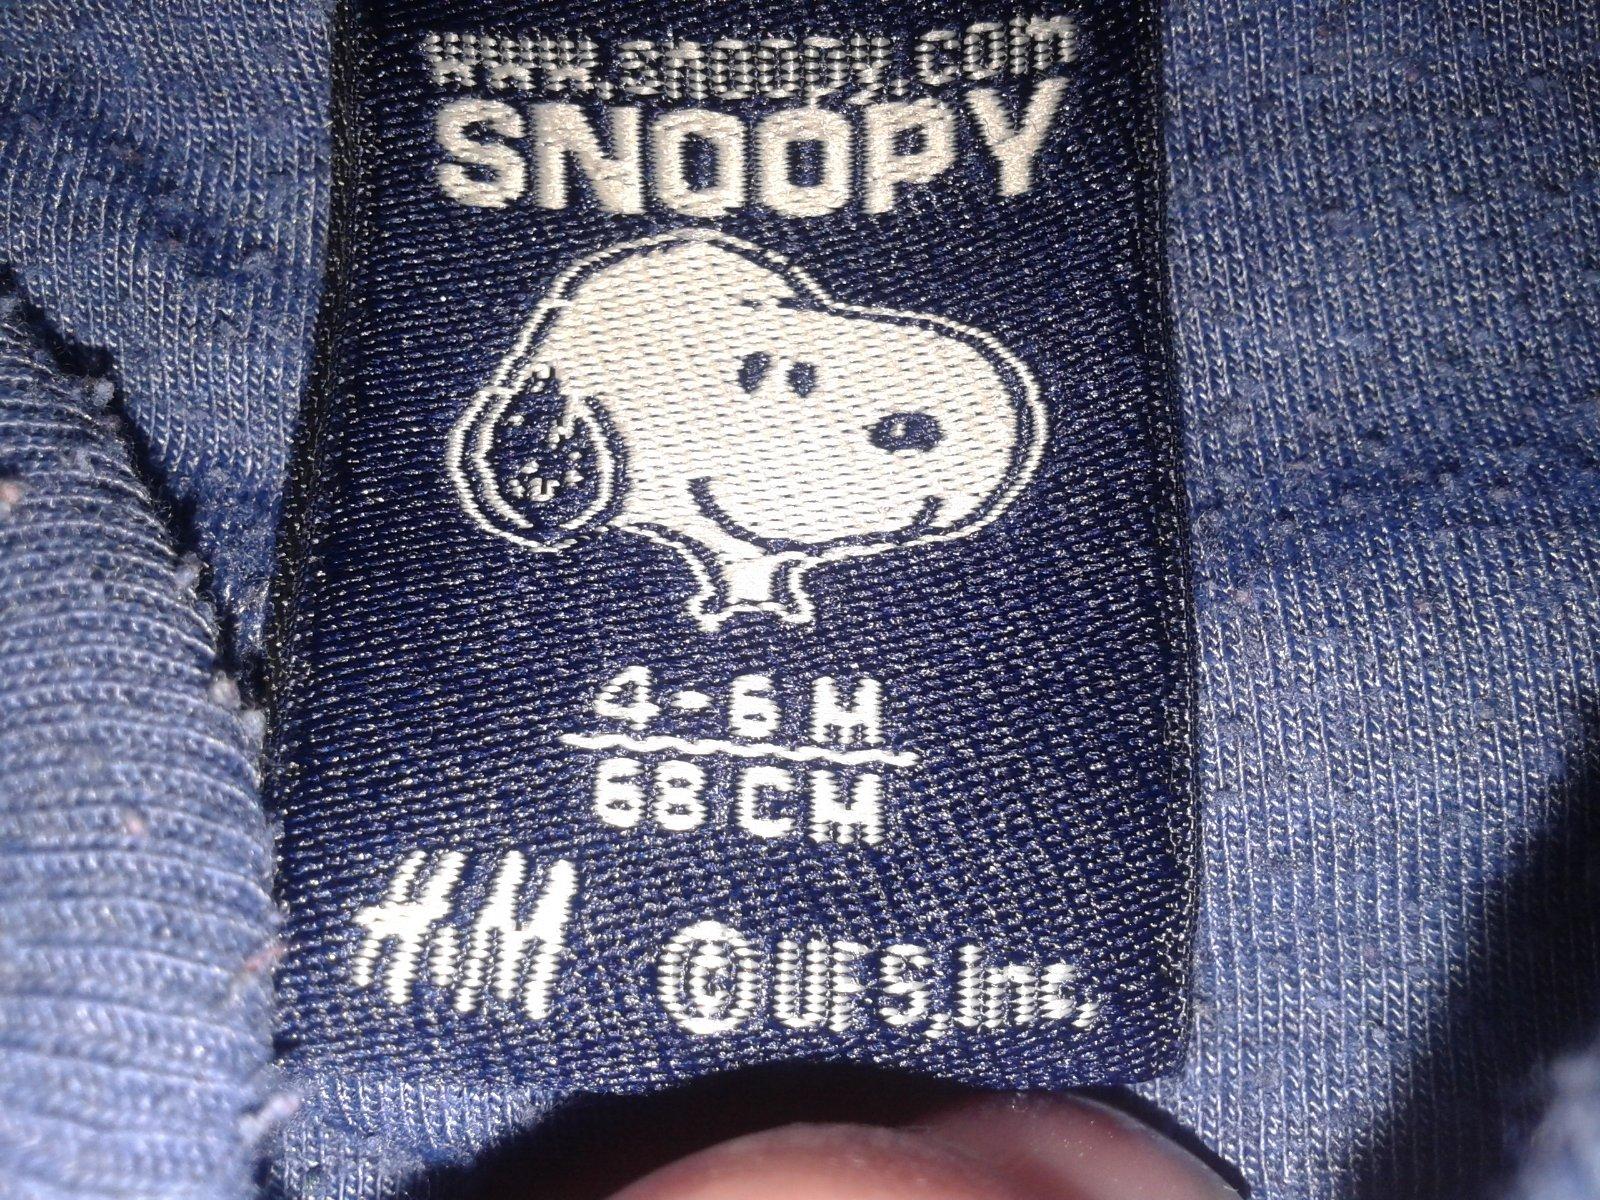 www.snoopy.com
SNOOPY
4-6 M
68 CM
H&M © UFS, Inc.